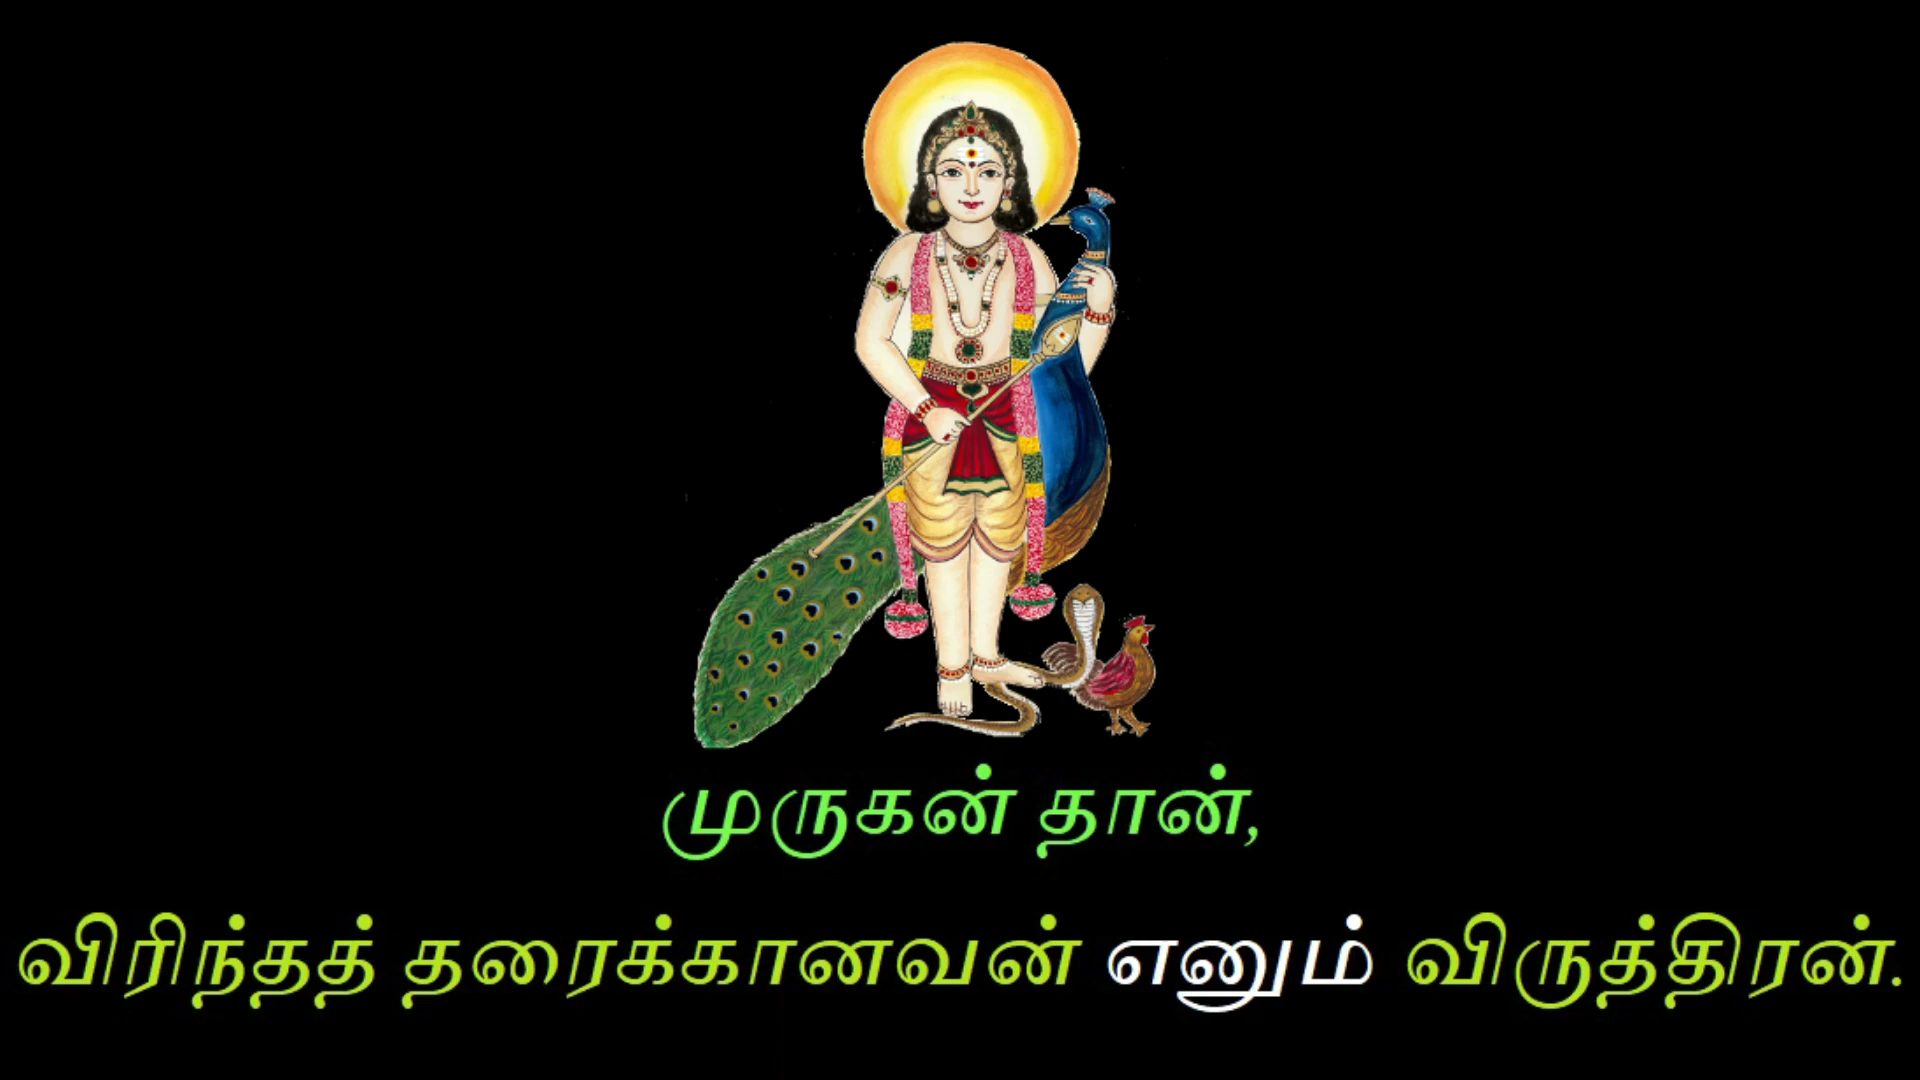 முருகன் தான்,
விரிந்தத் தரைக்கானவன் எனும் விருத்திரன்.